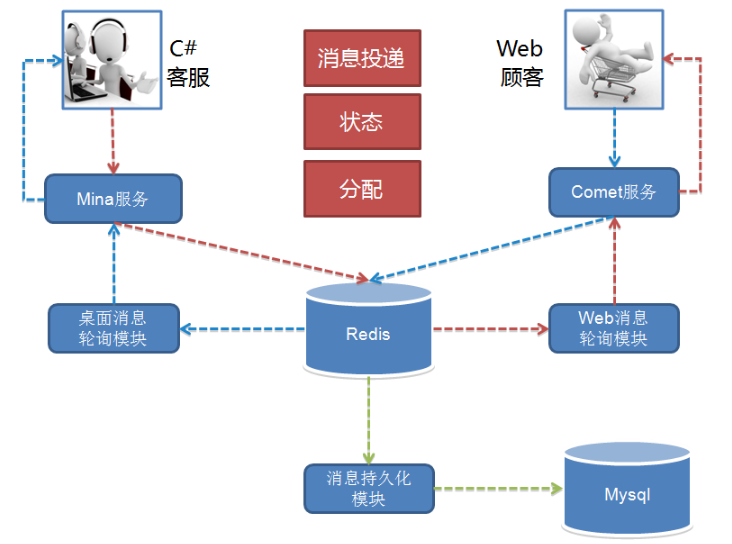 C#
客服
消息投递
Web
顾客
状态
分配
Mina服务
Comet服务
桌面消息
轮询模块
Redis
Web消息
轮询模块
消息持久化
模块
Mysql